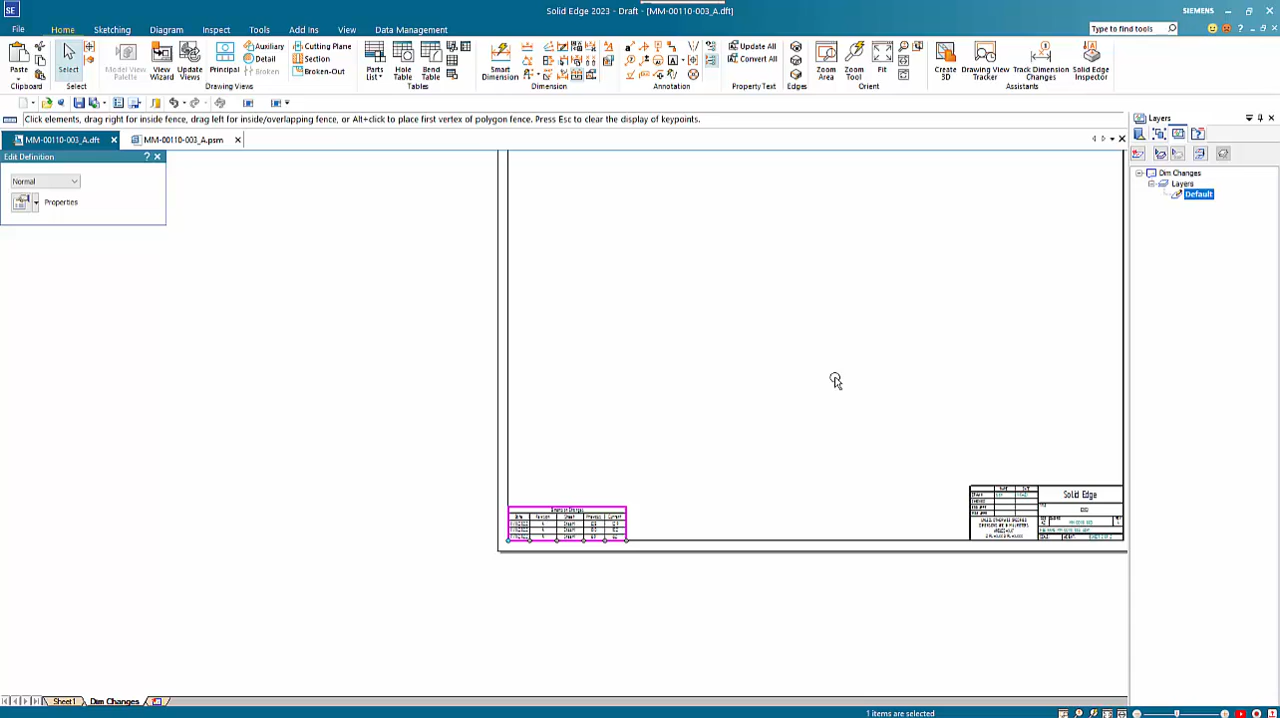 SE
Solid Edge 2023 - Draft - [MM-00110-003_A.dft]
SIEMENS
File Home Sketching Diagram Inspect Tools Add Ins View Data Management
Type to find tools
Paste
Clipboard
Select
Select
Model View Palette
View Wizard
Update Views
Principal
Auxiliary
Detail
Broken
Cutting Plane
Section
Broken-Out
Drawing Views
Parts List
Hole Table
Bend Table
Tables
Smart Dimension
Dimension
Annotation
Update All
Convert All
Property Text
Edges
Zoom Area
Zoom Tool
Fit
Orient
Create 3D
Drawing View Tracker
Track Dimension Changes
Solid Edge Inspector
Assistants
Click elements, drag right for inside fence, drag left for inside/overlapping fence, or Alt+click to place first vertex of polygon fence. Press Esc to clear the display of keypoints.
MM-00110-003_A.dft
MM-00110-003_A.psm
Edit Definition
Normal
Properties
Layers
Dim Changes
Layers
Default
Solid Edge
Sheet1
Dim Changes
1 items are selected